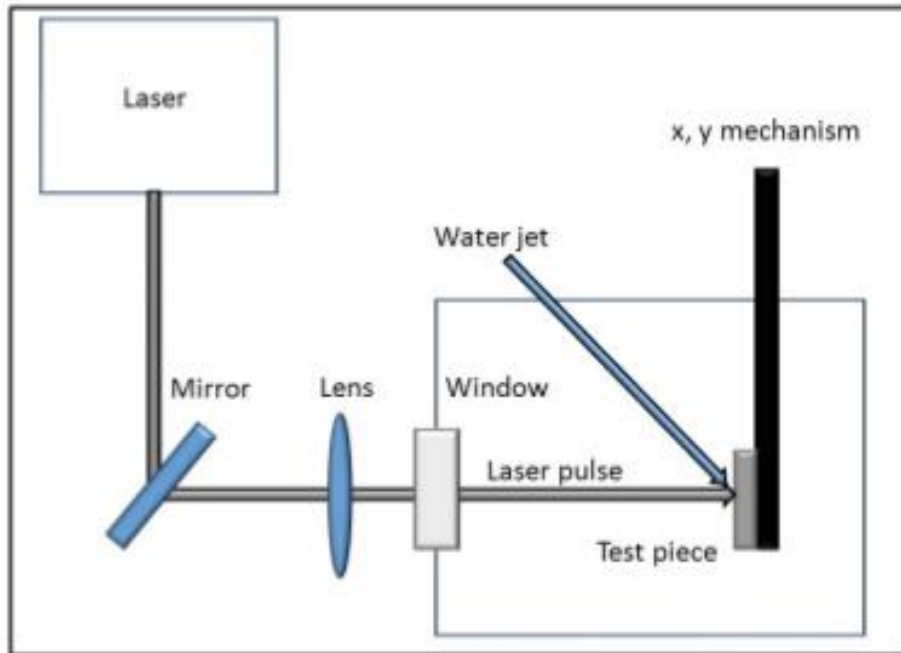 Laser
x, y mechanism
Water jet
Mirror
Lens
Window
Laser pulse
Test piece